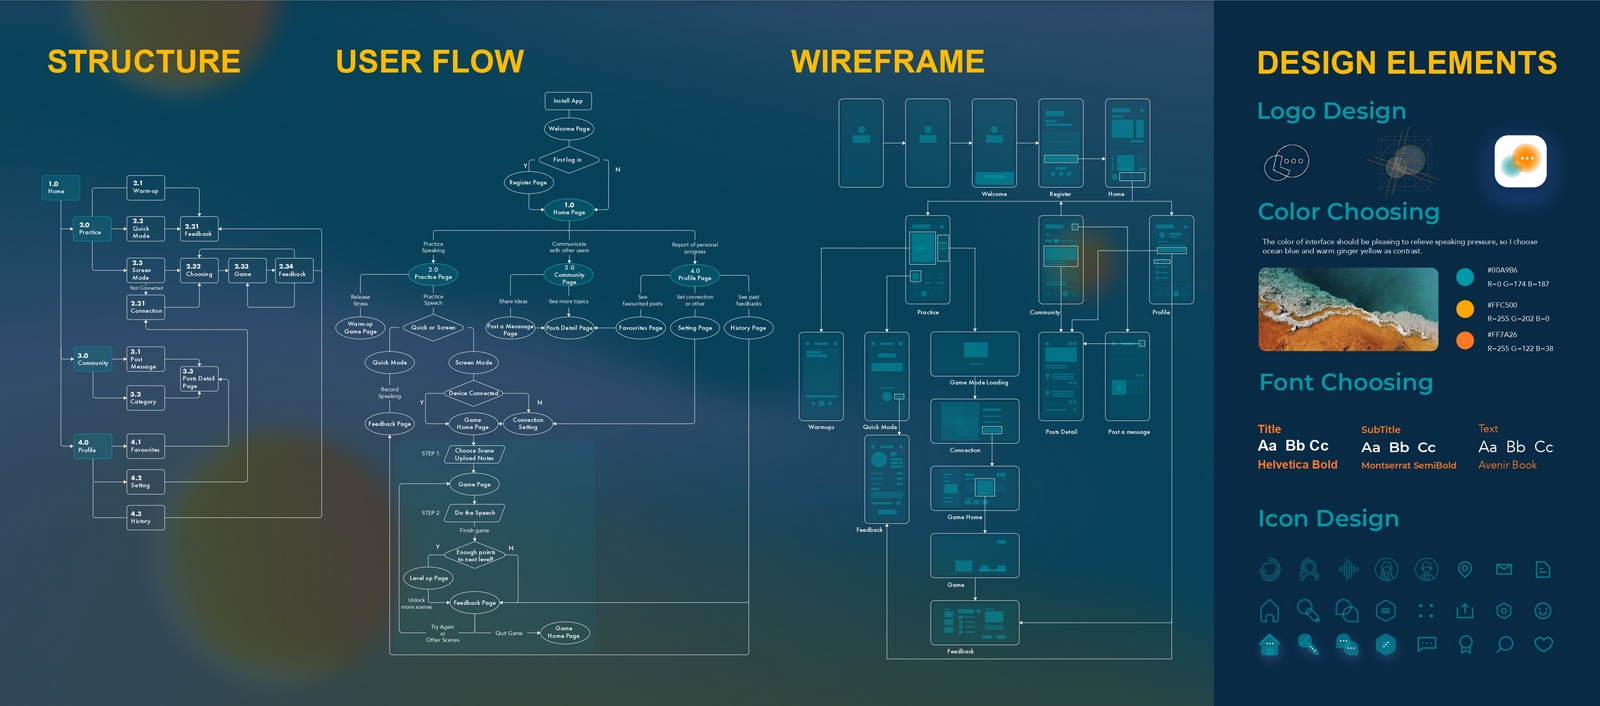 STRUCTURE
1.0
Home
2.0
Practice
2.1
Warm-up
2.2
Quick
Mode
2.21
Feedback
2.3
Screen
Mode
Not Connected
2.32
Choosing
2.33
Game
2.34
Feedback
2.21
Connection
3.0
Community
3.1
Post
Message
3.3
Posts Detail
Page
3.2
Category
4.0
Profile
4.1
Favourites
4.2
Setting
4.3
History
USER FLOW
Install App
Welcome Page
First log in
Y
N
Register Page
1.0
Home Page
Practice
Speaking
Communicate
with other users
Report of personal
progress
2.0
Practice Page
3.0
Community
Page
4.0
Profile Page
Release
Stress
Practice
Speech
Share Ideas
See more topics
See
favourited posts
Set connection
or other
See past
feedbacks
Warm-up
Game Page
Quick or Screen
Post a Mesasage
Page
Posts Detail Page
Favourites Page
Setting Page
History Page
Quick Mode
Screen Mode
Record
Speaking
Device Connected
Y
N
Feedback Page
Game
Home Page
Connection
Setting
STEP 1:
Choose Scene
Upload Notes
Game Page
STEP 2:
Do the Speech
Finish game
Y
N
Enough points
to next level?
Level up Page
Unlock
more scenes
Feedback Page
Try Again
or
Other Scenes
Quit Game
Game
Home Page
WIREFRAME
Welcome
Register
Home
Practice
Community
Profile
Game Mode Loading
Warmups
Quick Mode
Posts Detail
Post a message
Connection
Game Home
Feedback
Game
Feedback
DESIGN ELEMENTS
Logo Design
Color Choosing
The color of interface should be pleasing to relieve speaking pressure, so I choose
ocean blue and warm ginger yellow as contrast.
#00A9B6
R=0 G=174 B=187
#FFC500
R=255 G=202 B=0
#FF7A26
R=255 G=122 B=38
Font Choosing
Title
Aa Bb Cc
Helvetica Bold
SubTitle
Aa Bb Cc
Montserrat SemiBold
Text
Aa Bb Cc
Avenir Book
Icon Design